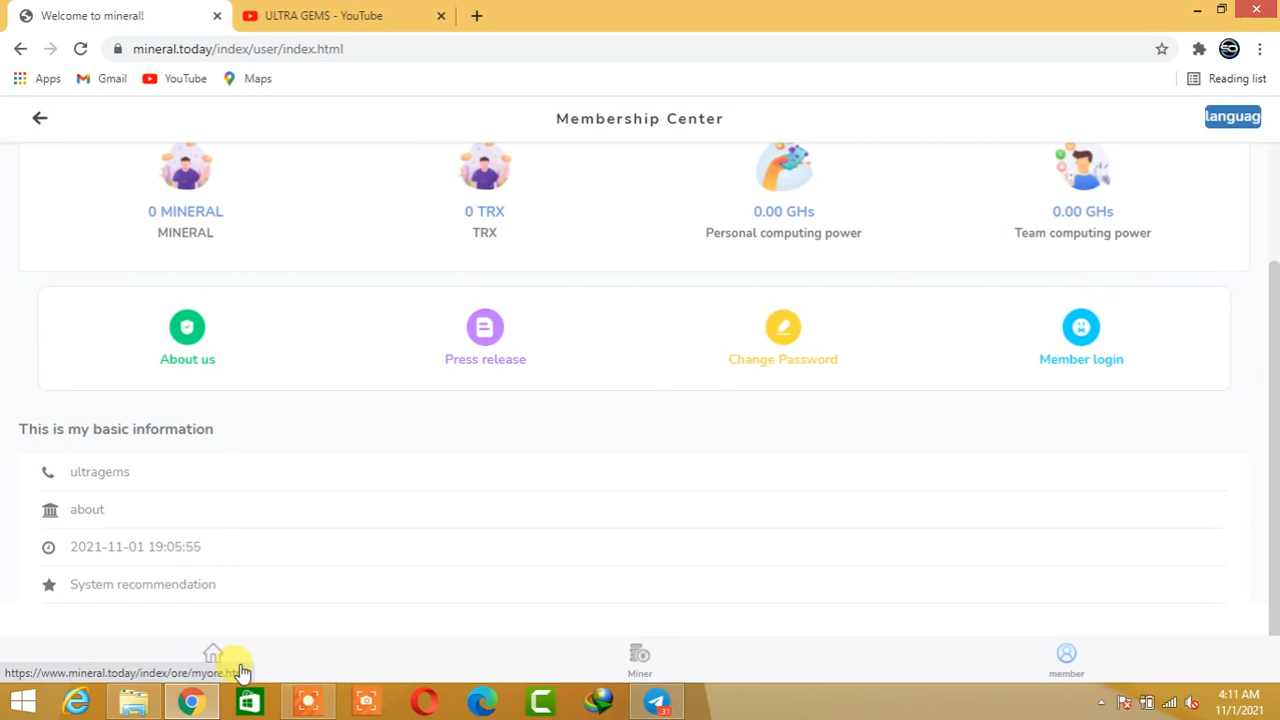 Welcome to mineral!
ULTRA GEMS - YouTube
mineral.today/index/user/index.html
Apps
Gmail
YouTube
Maps
Reading list
Membership Center
languag
0 MINERAL
MINERAL
0 TRX
TRX
0.00 GHs
Personal computing power
0.00 GHs
Team computing power
About us
Press release
Change Password
Member login
This is my basic information
ultragems
about
2021-11-01 19:05:55
System recommendation
Miner
member
https://www.mineral.today/index/ore/myore.ht
31
4:11 AM
11/1/2021